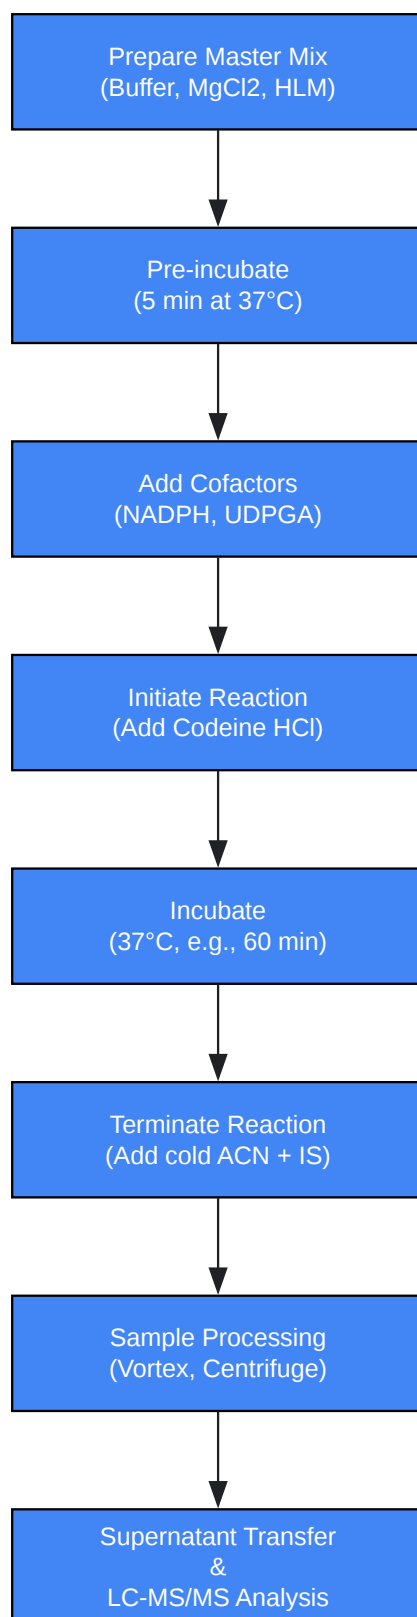 Prepare Master Mix
(Buffer, MgCl2, HLM)
Pre-incubate
(5 min at 37°C)
Add Cofactors
(NADPH, UDPGA)
Initiate Reaction
(Add Codeine HCl)
Incubate
(37°C, e.g., 60 min)
Terminate Reaction
(Add cold ACN + IS)
Sample Processing
(Vortex, Centrifuge)
Supernatant Transfer
&
LC-MS/MS Analysis